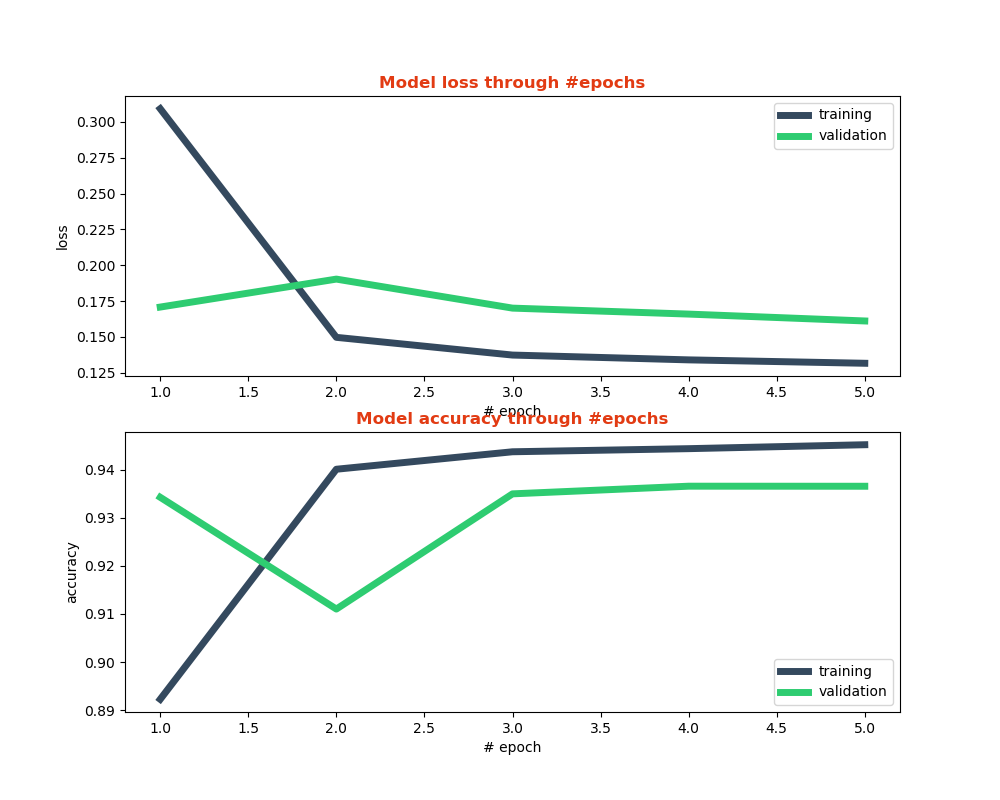 Model loss through #epochs
0.300
0.275
0.250
0.225
0.200
0.175
0.150
0.125
loss
training
validation
1.0 1.5 2.0 2.5 3.0 3.5 4.0 4.5 5.0
# epoch
Model accuracy through #epochs
0.94
0.93
0.92
0.91
0.90
0.89
accuracy
training
validation
1.0 1.5 2.0 2.5 3.0 3.5 4.0 4.5 5.0
# epoch